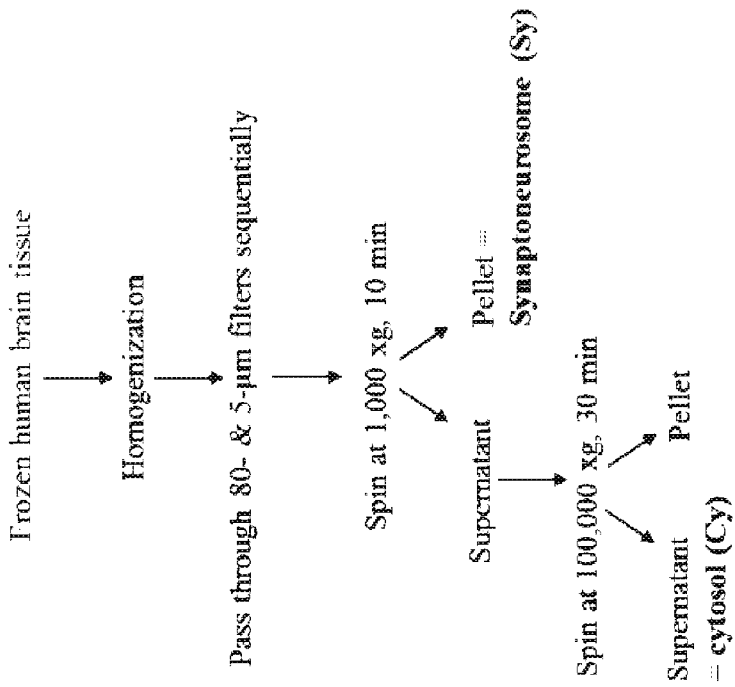 Frozen human brain tissue
Homogenization
Pass through 80- & 5-μm filters sequentially
Spin at 1,000 xg, 10 min
Supernatant
Pellet =
Synaptoneurosome (Sy)
Spin at 100,000 xg, 30 min
Supernatant
= cytosol (Cy)
Pellet